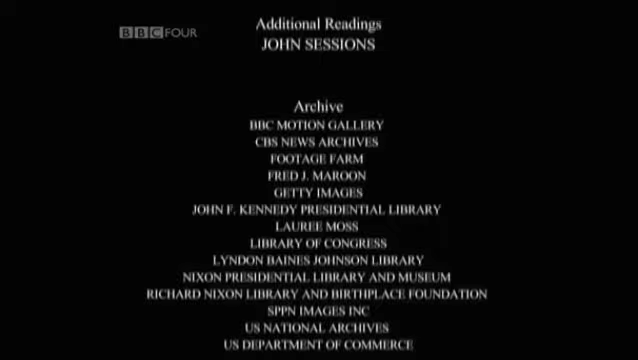 Additional Readings
BBC FOUR
JOHN SESSIONS
Archive
BBC MOTION GALLERY
CBS NEWS ARCHIVES
FOOTAGE FARM
FRED J. MAROON
GETTY IMAGES
JOHN F. KENNEDY PRESIDENTIAL LIBRARY
LAUREE MOSS
LIBRARY OF CONGRESS
LYNDON BAINES JOHNSON LIBRARY
NIXON PRESIDENTIAL LIBRARY AND MUSEUM
RICHARD NIXON LIBRARY AND BIRTHPLACE FOUNDATION
SPPN IMAGES INC
US NATIONAL ARCHIVES
US DEPARTMENT OF COMMERCE